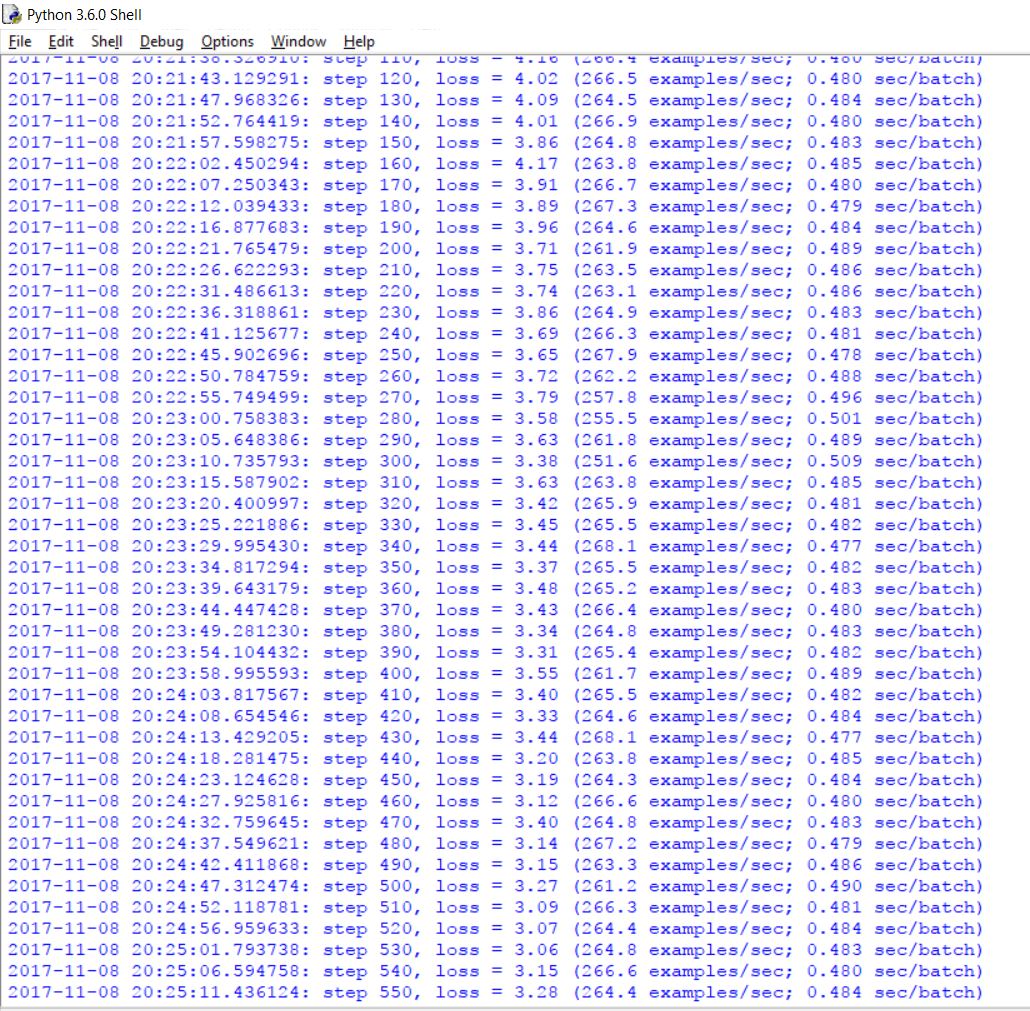 Python 3.6.0 Shell
File Edit Shell Debug Options Window Help
2017-11-08 20:21:38.326910: step 110, loss = 4.16 (266.4 examples/sec; 0.480 sec/batch)
2017-11-08 20:21:43.129291: step 120, loss = 4.02 (266.5 examples/sec; 0.480 sec/batch)
2017-11-08 20:21:47.968326: step 130, loss = 4.09 (264.5 examples/sec; 0.484 sec/batch)
2017-11-08 20:21:52.764419: step 140, loss = 4.01 (266.9 examples/sec; 0.480 sec/batch)
2017-11-08 20:21:57.598275: step 150, loss = 3.86 (264.8 examples/sec; 0.483 sec/batch)
2017-11-08 20:22:02.450294: step 160, loss = 4.17 (263.8 examples/sec; 0.485 sec/batch)
2017-11-08 20:22:07.250343: step 170, loss = 3.91 (266.7 examples/sec; 0.480 sec/batch)
2017-11-08 20:22:12.039433: step 180, loss = 3.89 (267.3 examples/sec; 0.479 sec/batch)
2017-11-08 20:22:16.877683: step 190, loss = 3.96 (264.6 examples/sec; 0.484 sec/batch)
2017-11-08 20:22:21.765479: step 200, loss = 3.71 (261.9 examples/sec; 0.489 sec/batch)
2017-11-08 20:22:26.622293: step 210, loss = 3.75 (263.5 examples/sec; 0.486 sec/batch)
2017-11-08 20:22:31.486613: step 220, loss = 3.74 (263.1 examples/sec; 0.486 sec/batch)
2017-11-08 20:22:36.318861: step 230, loss = 3.86 (264.9 examples/sec; 0.483 sec/batch)
2017-11-08 20:22:41.125677: step 240, loss = 3.69 (266.3 examples/sec; 0.481 sec/batch)
2017-11-08 20:22:45.902696: step 250, loss = 3.65 (267.9 examples/sec; 0.478 sec/batch)
2017-11-08 20:22:50.784759: step 260, loss = 3.72 (262.2 examples/sec; 0.488 sec/batch)
2017-11-08 20:22:55.749499: step 270, loss = 3.79 (257.8 examples/sec; 0.496 sec/batch)
2017-11-08 20:23:00.758383: step 280, loss = 3.58 (255.5 examples/sec; 0.501 sec/batch)
2017-11-08 20:23:05.648386: step 290, loss = 3.63 (261.8 examples/sec; 0.489 sec/batch)
2017-11-08 20:23:10.735793: step 300, loss = 3.38 (251.6 examples/sec; 0.509 sec/batch)
2017-11-08 20:23:15.587902: step 310, loss = 3.63 (263.8 examples/sec; 0.485 sec/batch)
2017-11-08 20:23:20.400997: step 320, loss = 3.42 (265.9 examples/sec; 0.481 sec/batch)
2017-11-08 20:23:25.221886: step 330, loss = 3.45 (265.5 examples/sec; 0.482 sec/batch)
2017-11-08 20:23:29.995430: step 340, loss = 3.44 (268.1 examples/sec; 0.477 sec/batch)
2017-11-08 20:23:34.817294: step 350, loss = 3.37 (265.5 examples/sec; 0.482 sec/batch)
2017-11-08 20:23:39.643179: step 360, loss = 3.48 (265.2 examples/sec; 0.483 sec/batch)
2017-11-08 20:23:44.447428: step 370, loss = 3.43 (266.4 examples/sec; 0.480 sec/batch)
2017-11-08 20:23:49.281230: step 380, loss = 3.34 (264.8 examples/sec; 0.483 sec/batch)
2017-11-08 20:23:54.104432: step 390, loss = 3.31 (265.4 examples/sec; 0.482 sec/batch)
2017-11-08 20:23:58.995593: step 400, loss = 3.55 (261.7 examples/sec; 0.489 sec/batch)
2017-11-08 20:24:03.817567: step 410, loss = 3.40 (265.5 examples/sec; 0.482 sec/batch)
2017-11-08 20:24:08.654546: step 420, loss = 3.33 (264.6 examples/sec; 0.484 sec/batch)
2017-11-08 20:24:13.429205: step 430, loss = 3.44 (268.1 examples/sec; 0.477 sec/batch)
2017-11-08 20:24:18.281475: step 440, loss = 3.20 (263.8 examples/sec; 0.485 sec/batch)
2017-11-08 20:24:23.124628: step 450, loss = 3.19 (264.3 examples/sec; 0.484 sec/batch)
2017-11-08 20:24:27.925816: step 460, loss = 3.12 (266.6 examples/sec; 0.480 sec/batch)
2017-11-08 20:24:32.759645: step 470, loss = 3.40 (264.8 examples/sec; 0.483 sec/batch)
2017-11-08 20:24:37.549621: step 480, loss = 3.14 (267.2 examples/sec; 0.479 sec/batch)
2017-11-08 20:24:42.411868: step 490, loss = 3.15 (263.3 examples/sec; 0.486 sec/batch)
2017-11-08 20:24:47.312474: step 500, loss = 3.27 (261.2 examples/sec; 0.490 sec/batch)
2017-11-08 20:24:52.118781: step 510, loss = 3.09 (266.3 examples/sec; 0.481 sec/batch)
2017-11-08 20:24:56.959633: step 520, loss = 3.07 (264.4 examples/sec; 0.484 sec/batch)
2017-11-08 20:25:01.793738: step 530, loss = 3.06 (264.8 examples/sec; 0.483 sec/batch)
2017-11-08 20:25:06.594758: step 540, loss = 3.15 (266.6 examples/sec; 0.480 sec/batch)
2017-11-08 20:25:11.436124: step 550, loss = 3.28 (264.4 examples/sec; 0.484 sec/batch)